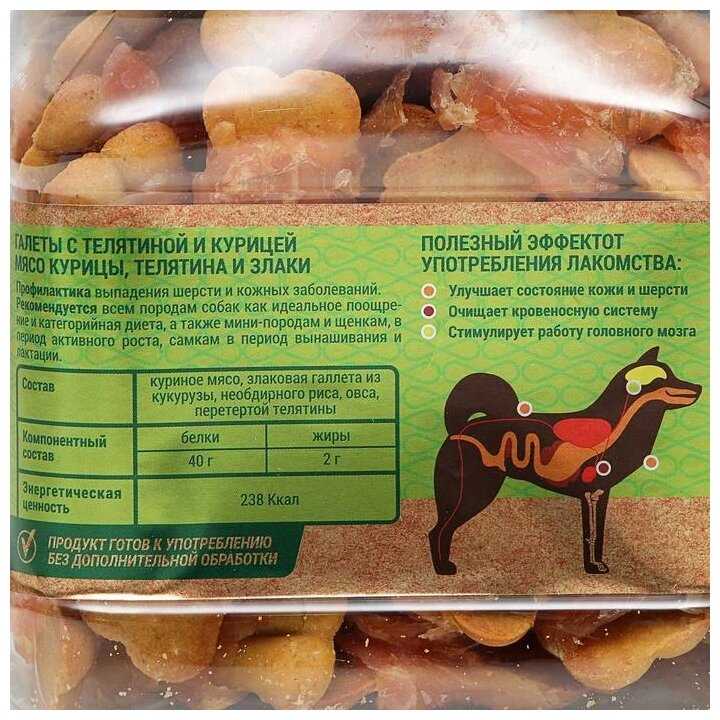 ГАЛЕТЫ С ТЕЛЯТИНОЙ И КУРИЦЕЙ
МЯСО КУРИЦЫ, ТЕЛЯТИНА И ЗЛАКИ
Профилактика выпадения шерсти и кожных заболеваний.
Рекомендуется всем породам собак как идеальное поощре-
ние и категорийная диета, а также мини-породам и щенкам, в
период активного роста, самкам в период вынашивания и
лактации.
Состав
куриное мясо, злаковая галлета из
кукурузы, необдирного риса, овса,
перетертой телятины
Компонентный
состав
белки
жиры
40 г
2 г
Энергетическая
ценность
238 Ккал
ПРОДУКТ ГОТОВ К УПОТРЕБЛЕНИЮ
БЕЗ ДОПОЛНИТЕЛЬНОЙ ОБРАБОТКИ
ПОЛЕЗНЫЙ ЭФФЕКТОТ
УПОТРЕБЛЕНИЯ ЛАКОМСТВА:
Улучшает состояние кожи и шерсти
Очищает кровеносную систему
Стимулирует работу головного мозга